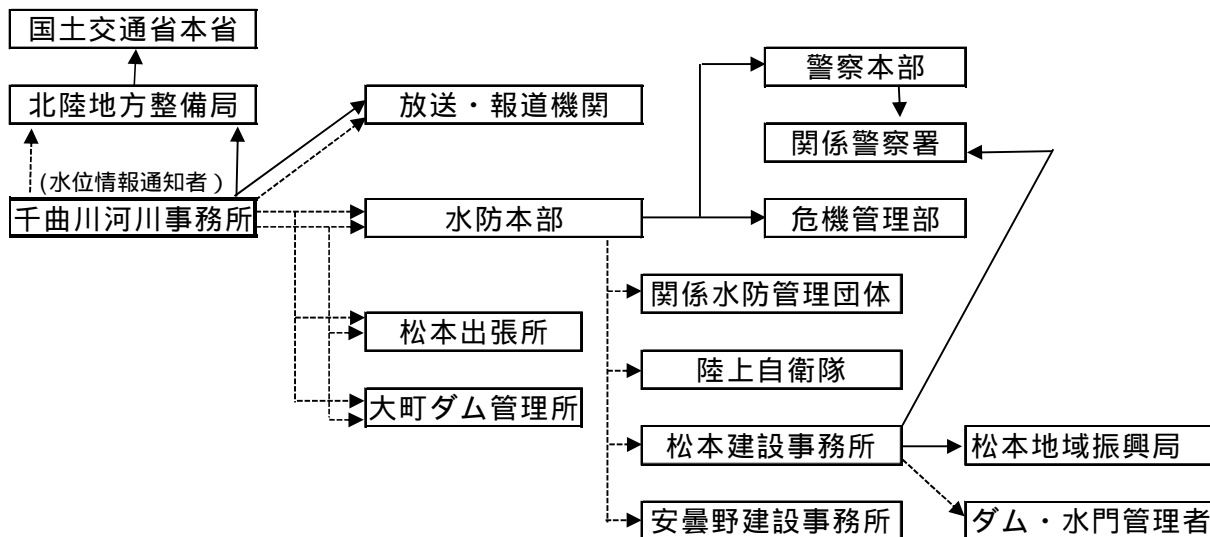 国土交通省本省
警察本部
北陸地方整備局
放送・報道機関
関係警察署
(水位情報通知者)
千曲川河川事務所
水防本部
危機管理部
関係水防管理団体
松本出張所
陸上自衛隊
大町ダム管理所
松本建設事務所
松本地域振興局
安曇野建設事務所
ダム・水門管理者